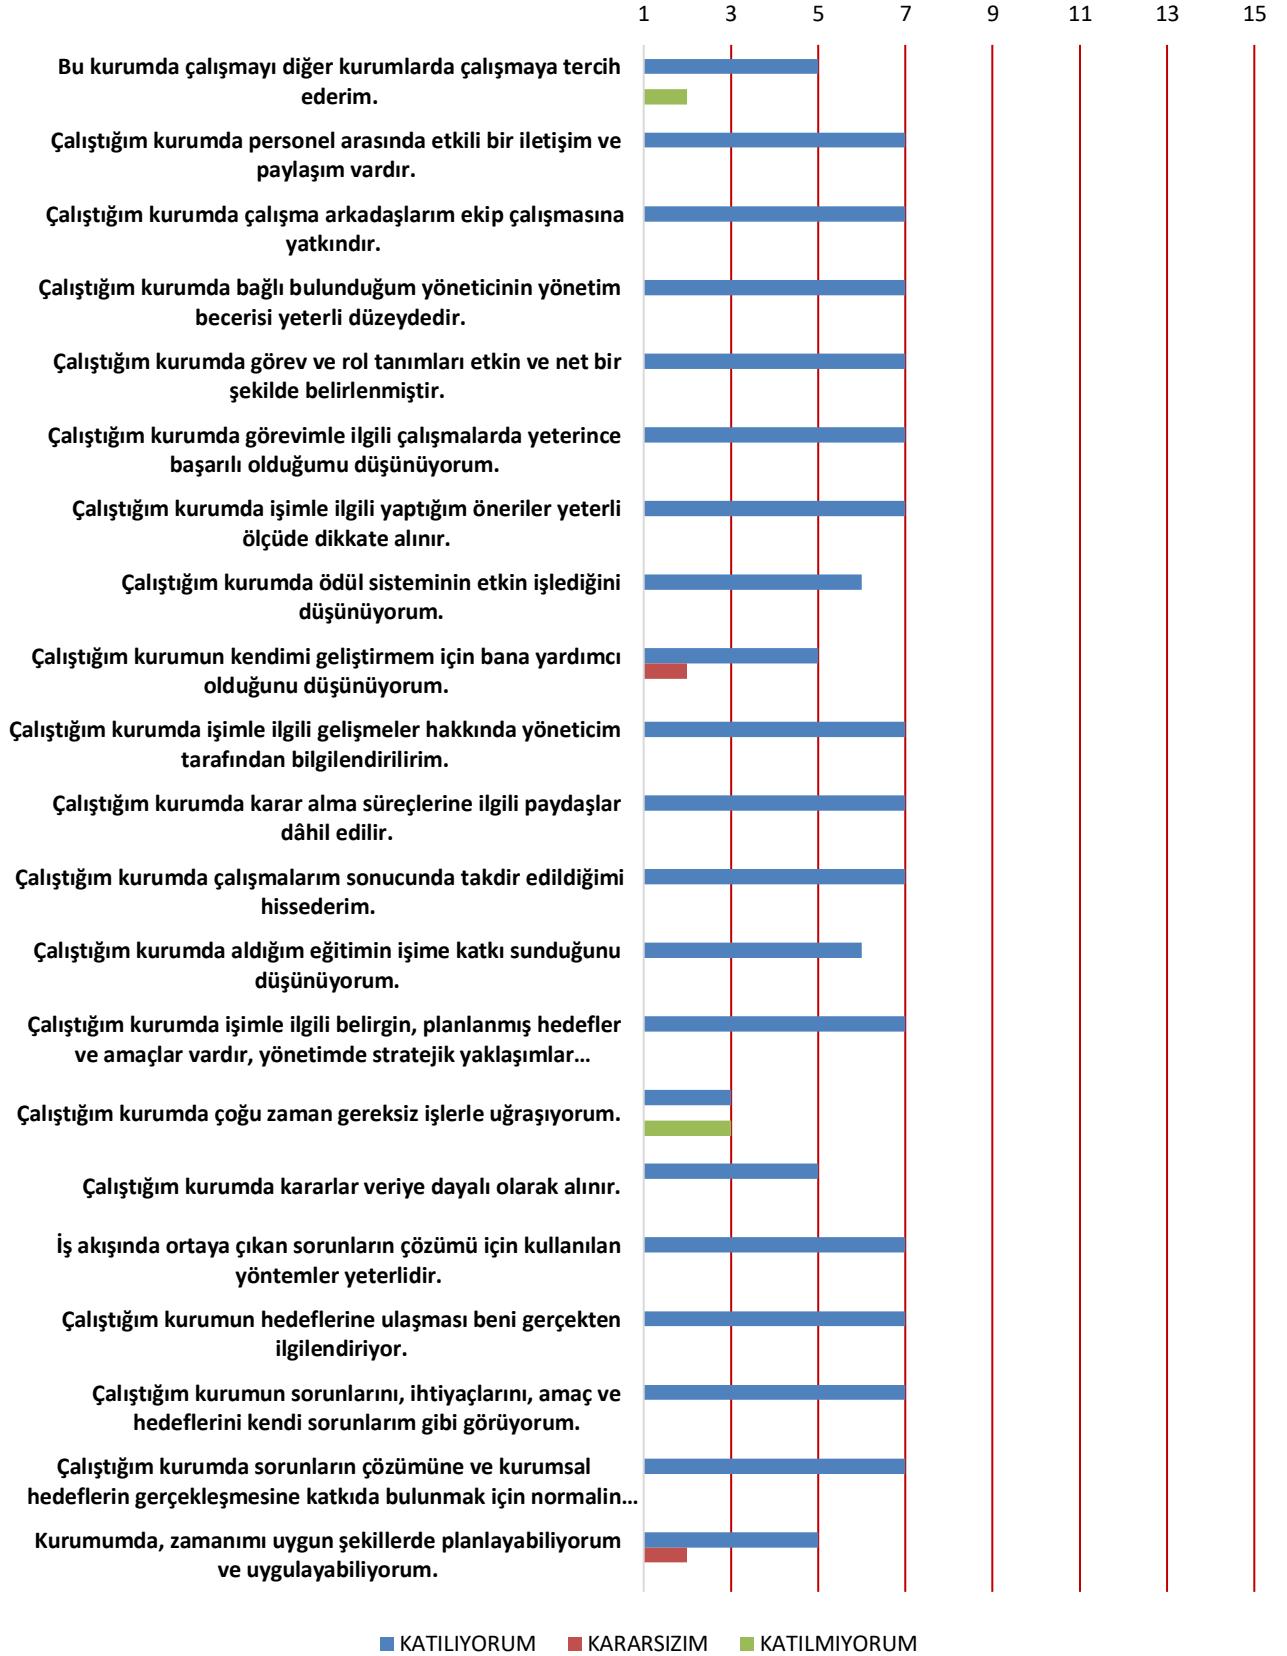 1 3 5 7 9 11 13 15
Bu kurumda çalışmayı diğer kurumlarda çalışmaya tercih
ederim.
Çalıştığım kurumda personel arasında etkili bir iletişim ve
paylaşım vardır.
Çalıştığım kurumda çalışma arkadaşlarım ekip çalışmasına
yatkındır.
Çalıştığım kurumda bağlı bulunduğum yöneticinin yönetim
becerisi yeterli düzeydedir.
Çalıştığım kurumda görev ve rol tanımları etkin ve net bir
şekilde belirlenmiştir.
Çalıştığım kurumda görevimle ilgili çalışmalarda yeterince
başarılı olduğumu düşünüyorum.
Çalıştığım kurumda işimle ilgili yaptığım öneriler yeterli
ölçüde dikkate alınır.
Çalıştığım kurumda ödül sisteminin etkin işlediğini
düşünüyorum.
Çalıştığım kurumun kendimi geliştirmem için bana yardımcı
olduğunu düşünüyorum.
Çalıştığım kurumda işimle ilgili gelişmeler hakkında yöneticim
tarafından bilgilendirilirim.
Çalıştığım kurumda karar alma süreçlerine ilgili paydaşlar
dâhil edilir.
Çalıştığım kurumda çalışmalarım sonucunda takdir edildiğimi
hissederim.
Çalıştığım kurumda aldığım eğitimin işime katkı sunduğunu
düşünüyorum.
Çalıştığım kurumda işimle ilgili belirgin, planlanmış hedefler
ve amaçlar vardır, yönetimde stratejik yaklaşımlar...
Çalıştığım kurumda çoğu zaman gereksiz işlerle uğraşıyorum.
Çalıştığım kurumda kararlar veriye dayalı olarak alınır.
İş akışında ortaya çıkan sorunların çözümü için kullanılan
yöntemler yeterlidir.
Çalıştığım kurumun hedeflerine ulaşması beni gerçekten
ilgilendiriyor.
Çalıştığım kurumun sorunlarını, ihtiyaçlarını, amaç ve
hedeflerini kendi sorunlarım gibi görüyorum.
Çalıştığım kurumda sorunların çözümüne ve kurumsal
hedeflerin gerçekleşmesine katkıda bulunmak için normalin...
Kurumumda, zamanımı uygun şekillerde planlayabiliyorum
ve uygulayabiliyorum.
KATILIYORUM KARARSIZIM KATILMIYORUM